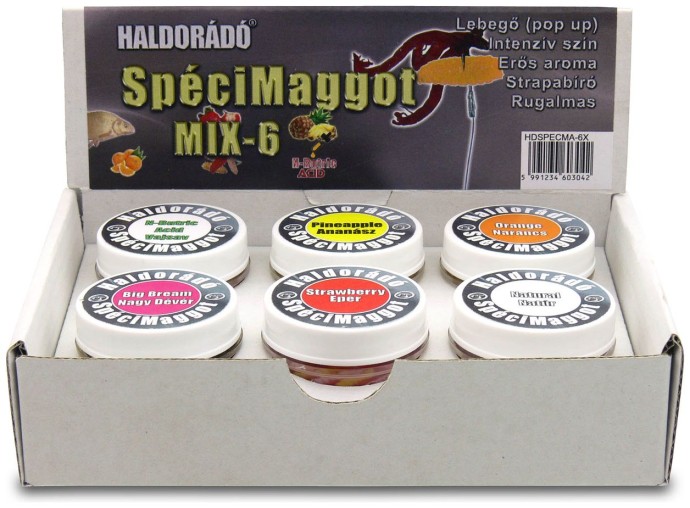 HALDORÁDÓ®
SpéciMaggot
MIX-6
N-Butric
ACID
Lebegő (pop up)
Intenzív szín
Erős aroma
Strapabíró
Rugalmas
HDSPECMA-6X
5 991234 603042
Haldorádó
N-Butric
Acid
Vajsav
SpéciMaggot
Haldorádó
Pineapple
Ananász
SpéciMaggot
Haldorádó
Orange
Narancs
SpéciMaggot
Haldorádó
Big Bream
Nagy Dévér
SpéciMaggot
Haldorádó
Strawberry
Eper
SpéciMaggot
Haldorádó
Natural
Natúr
SpéciMaggot